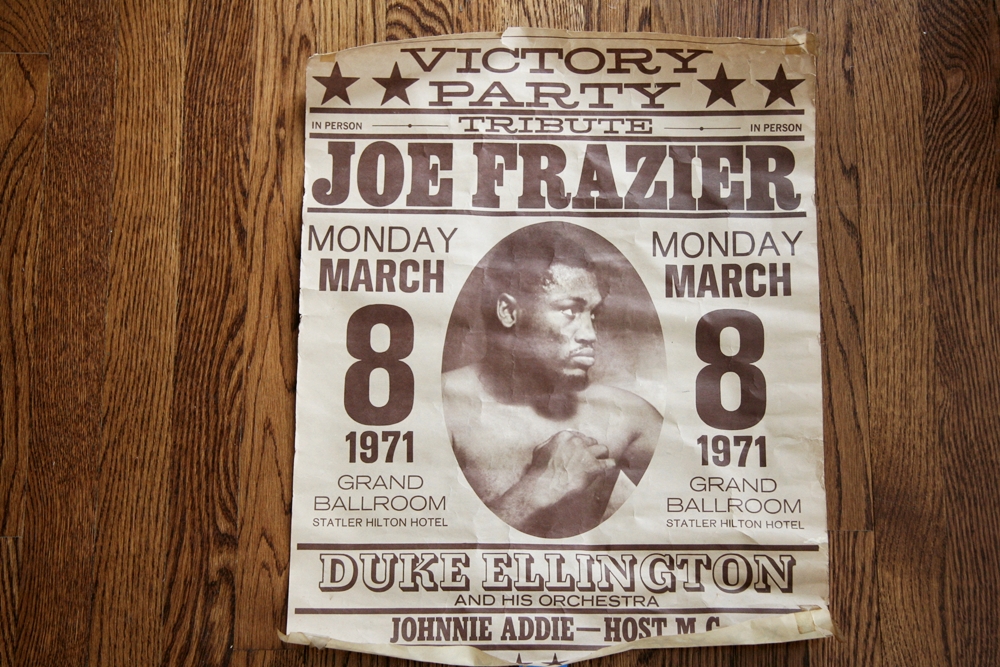 VICTORY
PARTY
IN PERSON TRIBUTE IN PERSON
JOE FRAZIER
MONDAY
MARCH
8
1971
GRAND
BALLROOM
STATLER HILTON HOTEL
MONDAY
MARCH
8
1971
GRAND
BALLROOM
STATLER HILTON HOTEL
DUKE ELLINGTON
AND HIS ORCHESTRA
JOHNNIE ADDIE—HOST M.C.